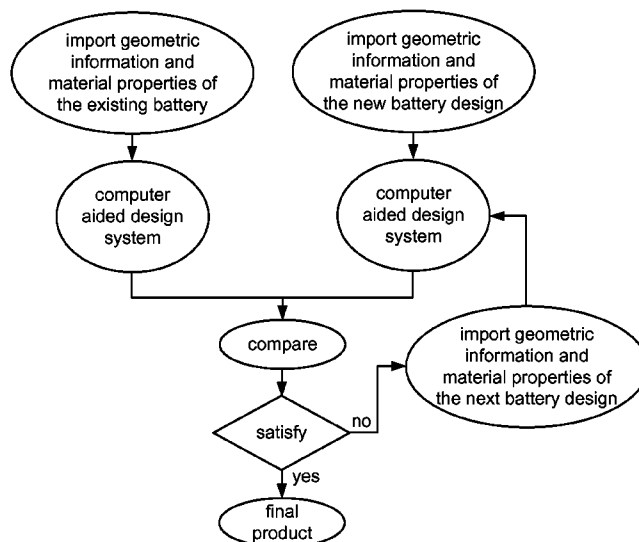 import geometric
information and
material properties of
the existing battery
import geometric
information and
material properties of
the new battery design
computer
aided design
system
computer
aided design
system
compare
import geometric
information and
material properties of
the next battery design
satisfy
no
yes
final
product